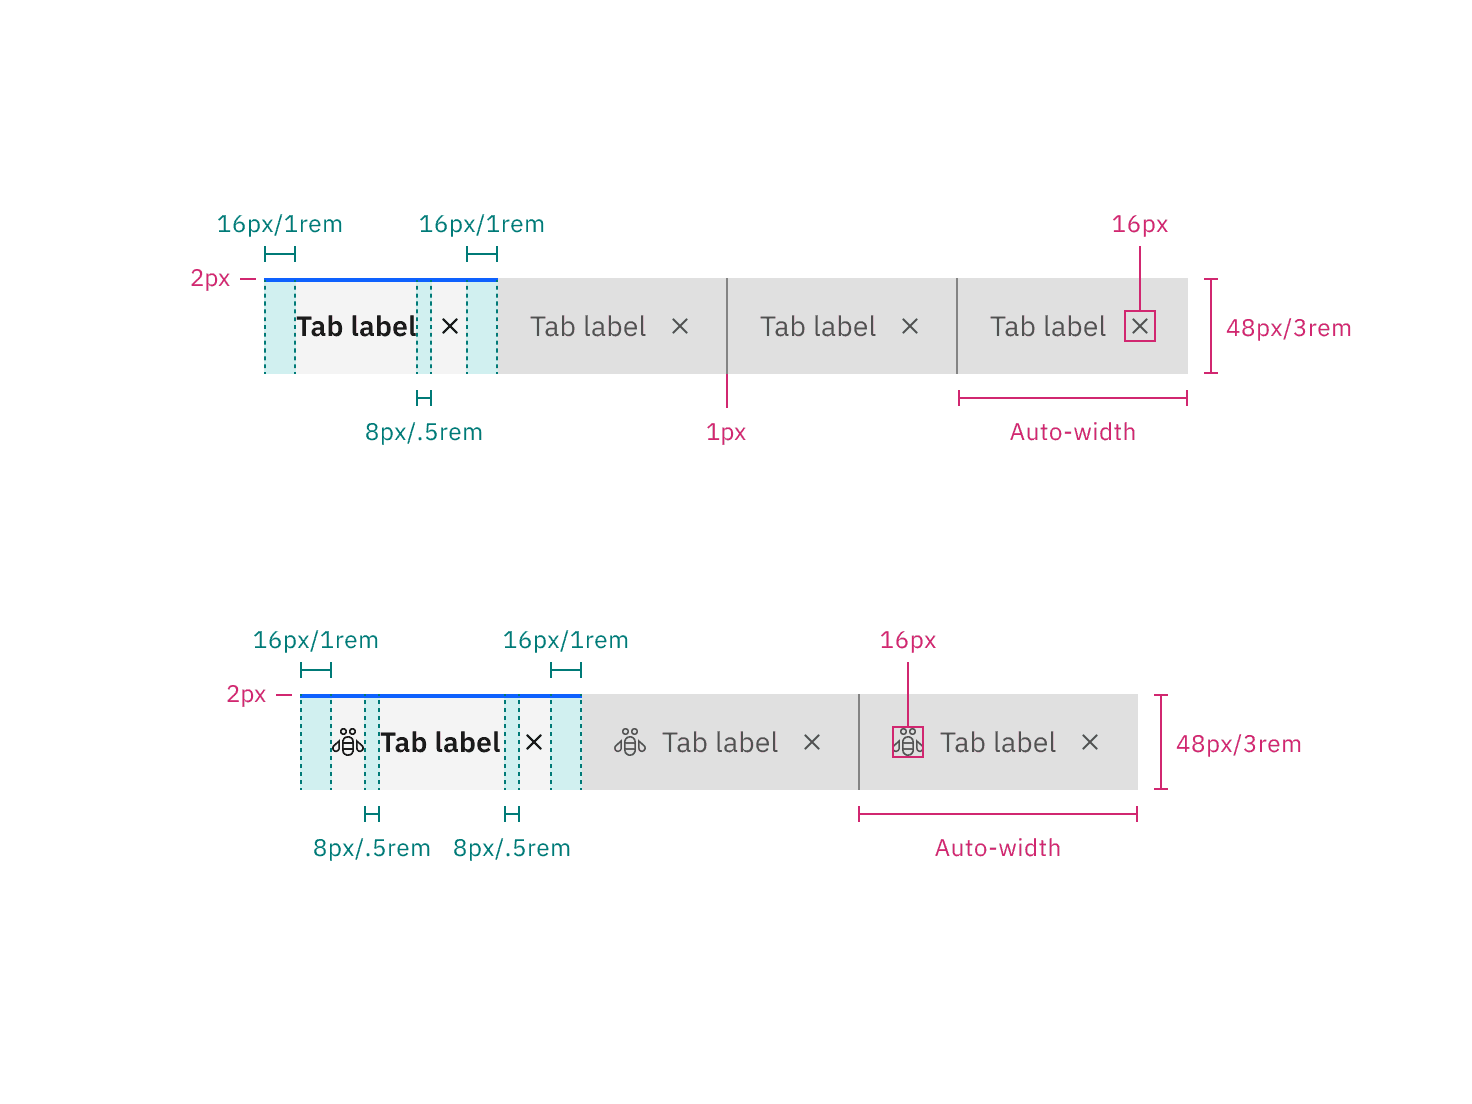 16px/1rem 16px/1rem 16px
2px
Tab label Tab label Tab label Tab label
48px/3rem
8px/.5rem 1px Auto-width
16px/1rem 16px/1rem 16px
2px
Tab label Tab label Tab label
48px/3rem
8px/.5rem 8px/.5rem Auto-width